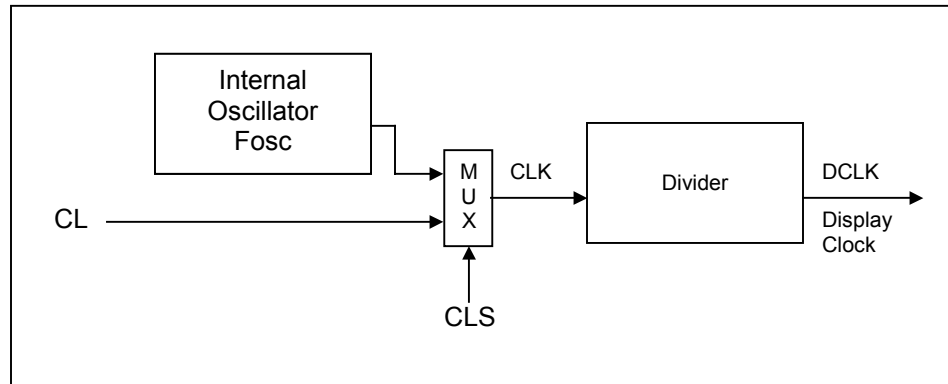 Internal
Oscillator
Fosc
M
U
X
CLK
Divider
DCLK
Display
Clock
CL
CLS